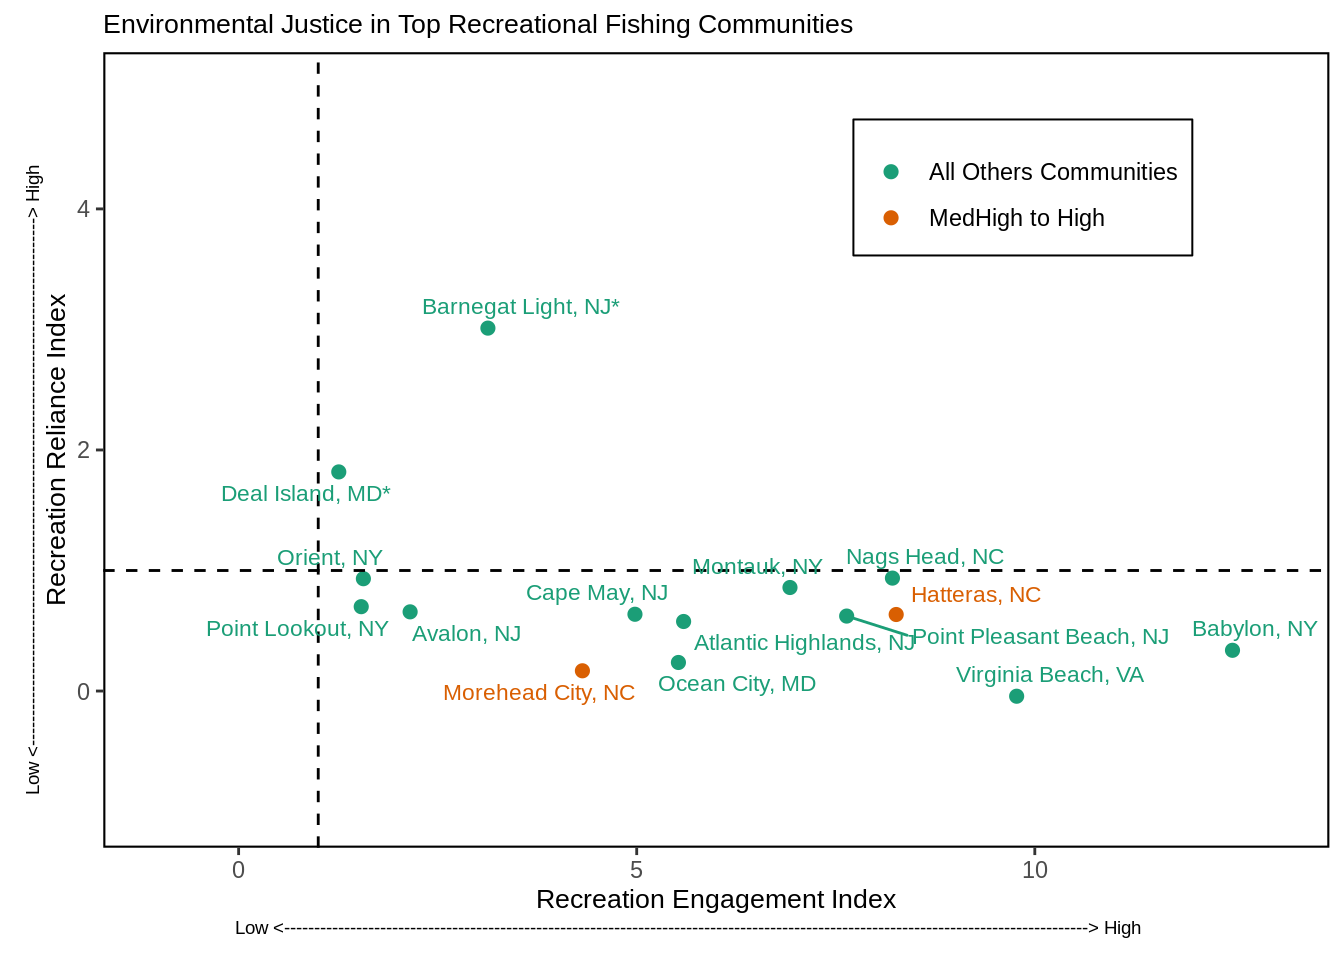 Environmental Justice in Top Recreational Fishing Communities
All Others Communities
MedHigh to High
Barnegat Light, NJ*
Deal Island, MD*
Orient, NY
Montauk, NY
Nags Head, NC
Cape May, NJ
Hatteras, NC
Point Lookout, NY
Avalon, NJ
Atlantic Highlands, NJ
Point Pleasant Beach, NJ
Babylon, NY
Virginia Beach, VA
Ocean City, MD
Morehead City, NC
4
2
0
Recreation Reliance Index
Low <--------------------------------------------------------------------------------------> High
0
5
10
Recreation Engagement Index
Low <--------------------------------------------------------------------------------------------------------------------------------------> High